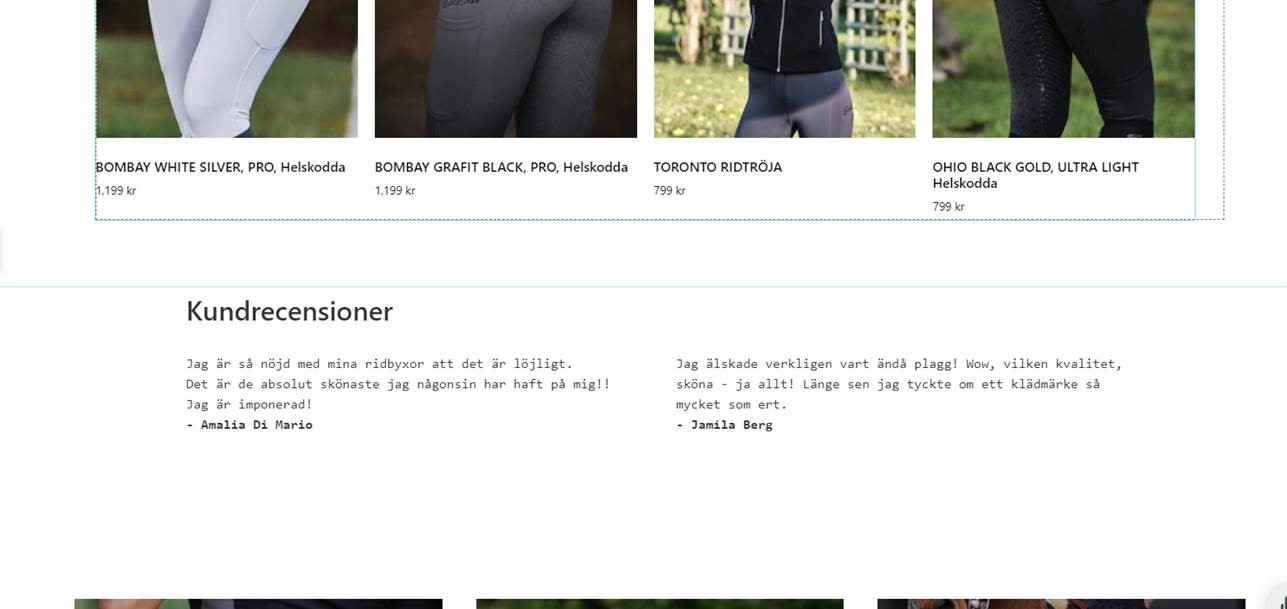 BOMBAY WHITE SILVER, PRO, Helskodda
1.199 kr
BOMBAY GRAFIT BLACK, PRO, Helskodda
1.199 kr
TORONTO RIDTRÖJA
799 kr
OHIO BLACK GOLD, ULTRA LIGHT
Helskodda
799 kr
Kundrecensioner
Jag är så nöjd med mina ridbyxor att det är löjligt.
Det är de absolut skönaste jag någonsin har haft på mig!!
Jag är imponerad!
- Amalia Di Mario
Jag älskade verkligen vart ändå plagg! Wow, vilken kvalitet,
sköna - ja allt! Länge sen jag tyckte om ett klädmärke så
mycket som ert.
- Jamila Berg